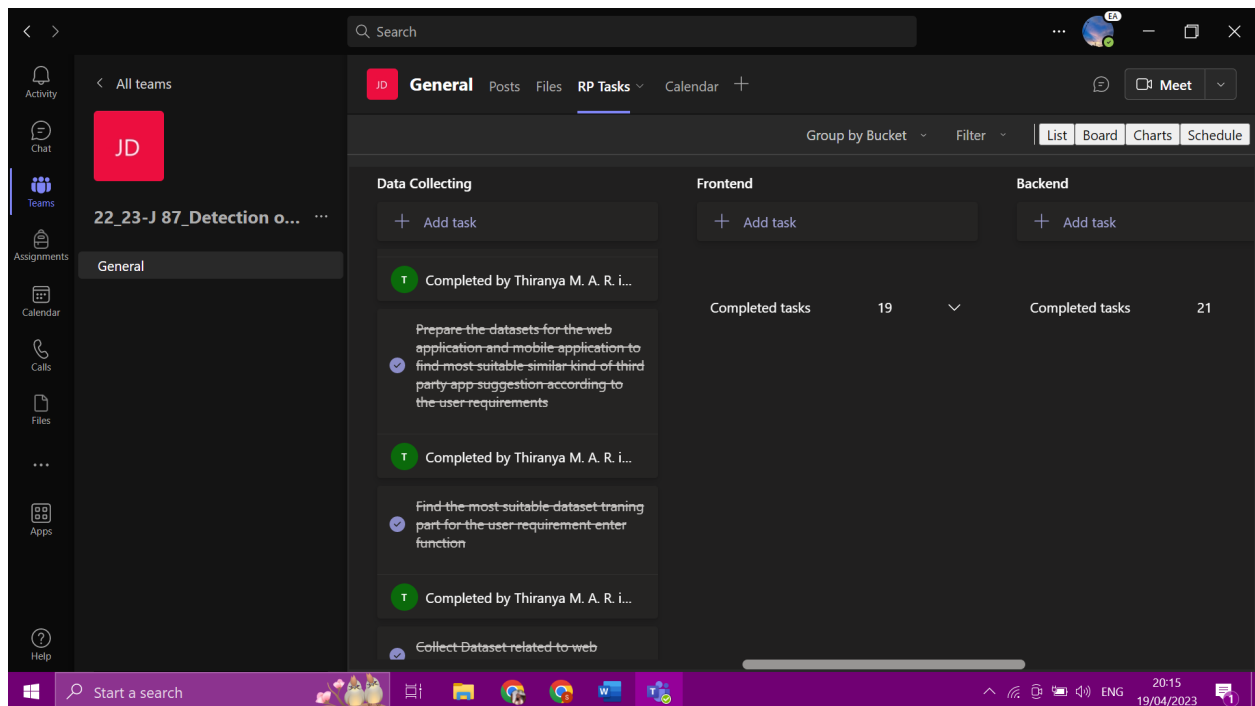 Search
EA
Activity
Chat
Teams
Assignments
Calendar
Calls
Files
Apps
Help
All teams
JD
22_23-J 87_Detection o...
General
JD
General
Posts
Files
RP Tasks
Calendar
Meet
Group by Bucket
Filter
List
Board
Charts
Schedule
Data Collecting
Add task
T
Completed by Thiranya M. A. R. i...
Prepare the datasets for the web
application and mobile application to
find most suitable similar kind of third
party app suggestion according to
the user requirements
T
Completed by Thiranya M. A. R. i...
Find the most suitable dataset traning
part for the user requirement enter
function
T
Completed by Thiranya M. A. R. i...
Collect Dataset related to web
Frontend
Add task
Completed tasks 19
Backend
Add task
Completed tasks 21
Start a search
ENG
20:15
19/04/2023
1